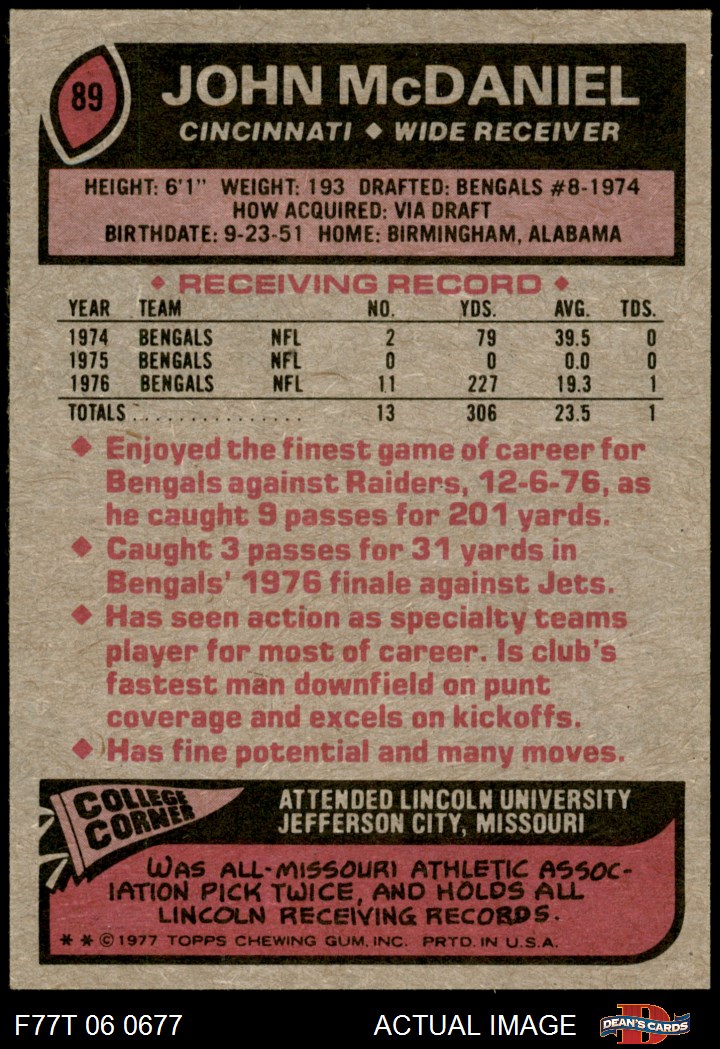 89
JOHN McDANIEL
CINCINNATI ◆ WIDE RECEIVER
HEIGHT: 6'1" WEIGHT: 193 DRAFTED: BENGALS #8-1974
HOW ACQUIRED: VIA DRAFT
BIRTHDATE: 9-23-51 HOME: BIRMINGHAM, ALABAMA
◆ RECEIVING RECORD ◆
YEAR TEAM NO. YDS. AVG. TDS.
1974 BENGALS NFL 2 79 39.5 0
1975 BENGALS NFL 0 0 0.0 0
1976 BENGALS NFL 11 227 19.3 1
TOTALS................ 13 306 23.5 1
◆ Enjoyed the finest game of career for
Bengals against Raiders, 12-6-76, as
he caught 9 passes for 201 yards.
◆ Caught 3 passes for 31 yards in
Bengals' 1976 finale against Jets.
◆ Has seen action as specialty teams
player for most of career. Is club's
fastest man downfield on punt
coverage and excels on kickoffs.
◆ Has fine potential and many moves.
COLLEGE
CORNER
ATTENDED LINCOLN UNIVERSITY
JEFFERSON CITY, MISSOURI
WAS ALL-MISSOURI ATHLETIC ASSOC-
IATION PICK TWICE, AND HOLDS ALL
LINCOLN RECEIVING RECORDS.
* * © 1977 TOPPS CHEWING GUM, INC. PRTD. IN U.S.A.
F77T 06 0677 ACTUAL IMAGE
D
DEAN'S CARDS